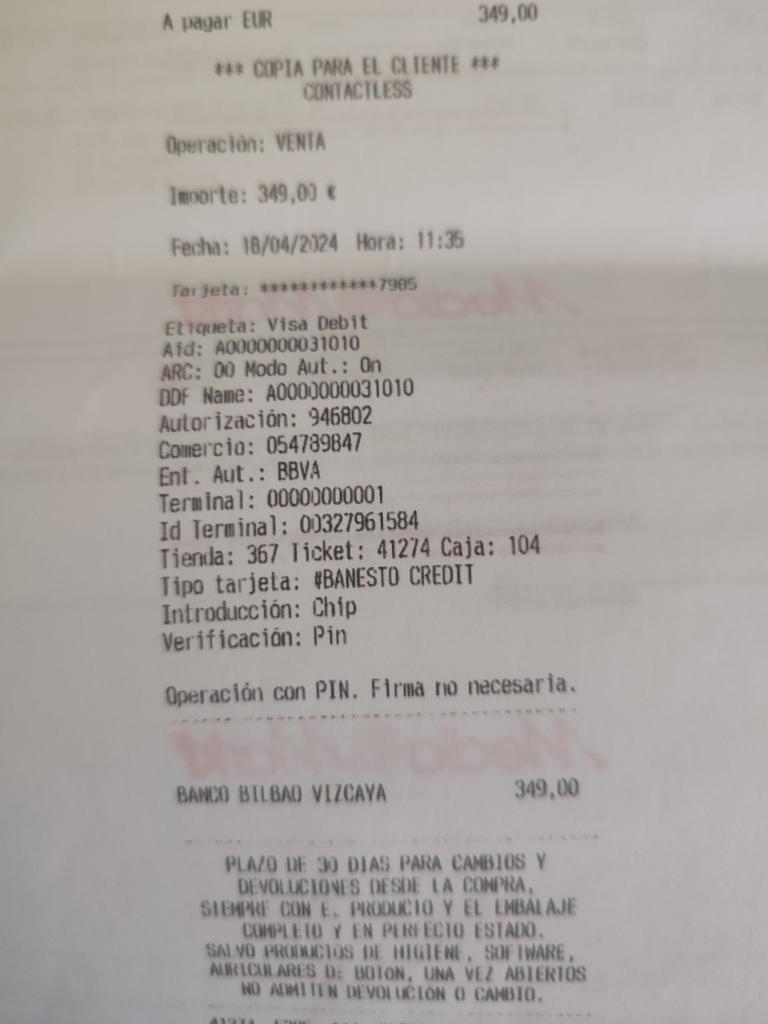 A pagar EUR 349,00
*** COPIA PARA EL CLIENTE ***
CONTACTLESS
Operación: VENTA
Importe: 349,00 €
Fecha: 18/04/2024 Hora: 11:35
Tarjeta: ************7985
Etiqueta: Visa Debit
Aid: A0000000031010
ARC: 00 Modo Aut.: On
DDF Name: A0000000031010
Autorización: 946802
Comercio: 054789847
Ent. Aut.: BBVA
Terminal: 00000000001
Id Terminal: 00327961584
Tienda: 367 Ticket: 41274 Caja: 104
Tipo tarjeta: #BANESTO CREDIT
Introducción: Chip
Verificación: Pin
Operación con PIN. Firma no necesaria.
BANCO BILBAO VIZCAYA 349,00
PLAZO DE 30 DIAS PARA CAMBIOS Y
DEVOLUCIONES DESDE LA COMPRA,
SIEMPRE CON EL PRODUCTO Y EL EMBALAJE
COMPLETO Y EN PERFECTO ESTADO.
SALVO PRODUCTOS DE HIGIENE, SOFTWARE,
AURICULARES DE BOTON, UNA VEZ ABIERTOS
NO ADMITEN DEVOLUCION O CAMBIO.